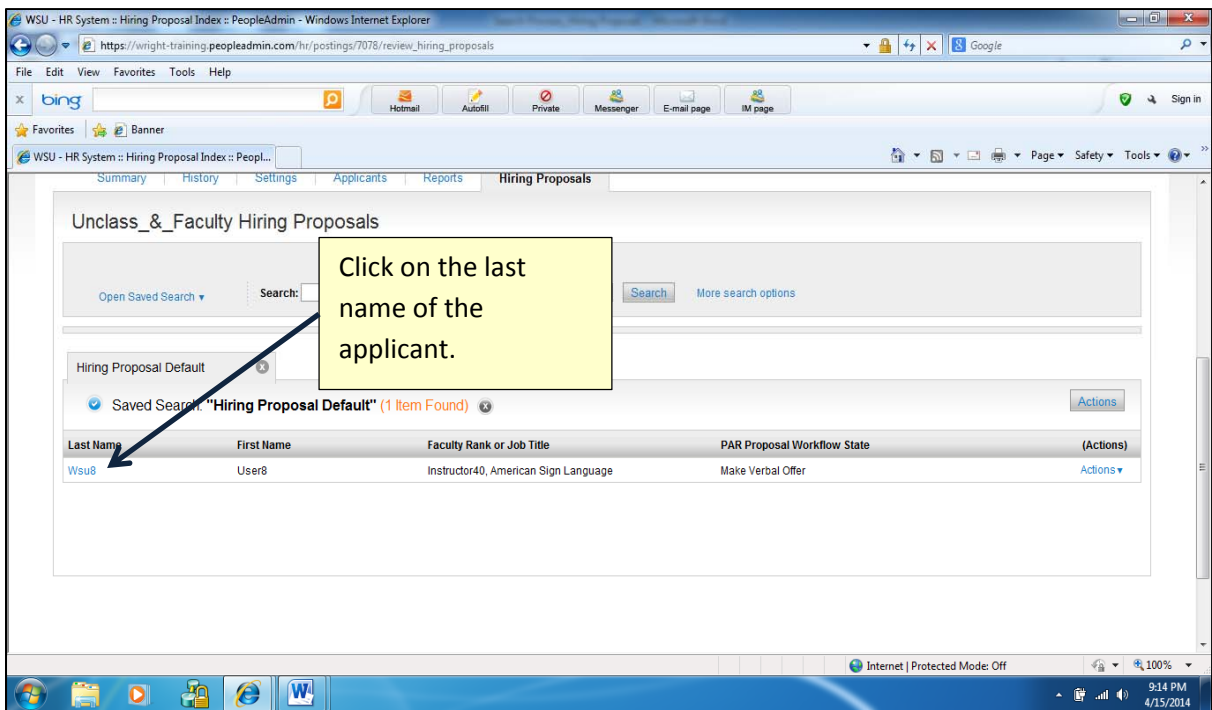 WSU - HR System :: Hiring Proposal Index :: PeopleAdmin - Windows Internet Explorer
https://wright-training.peopleadmin.com/hr/postings/7078/review_hiring_proposals
Google
File Edit View Favorites Tools Help
x bing Hotmail Autofill Private Messenger E-mail page IM page Sign in
Favorites Banner
WSU - HR System :: Hiring Proposal Index :: Peopl... Page Safety Tools
Summary History Settings Applicants Reports Hiring Proposals
Unclass_&_Faculty Hiring Proposals
Click on the last
name of the
applicant.
Open Saved Search Search: Search More search options
Hiring Proposal Default
Saved Search: "Hiring Proposal Default" (1 Item Found) Actions
Last Name First Name Faculty Rank or Job Title PAR Proposal Workflow State (Actions)
Wsu8 User8 Instructor40, American Sign Language Make Verbal Offer Actions
Internet | Protected Mode: Off 100%
9:14 PM
4/15/2014